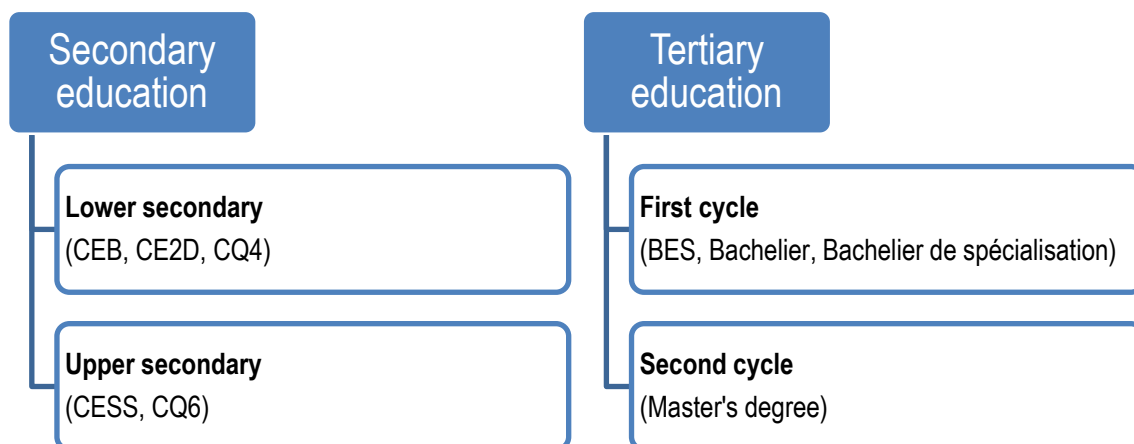 Secondary
education
Lower secondary
(CEB, CE2D, CQ4)
Upper secondary
(CESS, CQ6)
Tertiary
education
First cycle
(BES, Bachelier, Bachelier de spécialisation)
Second cycle
(Master's degree)